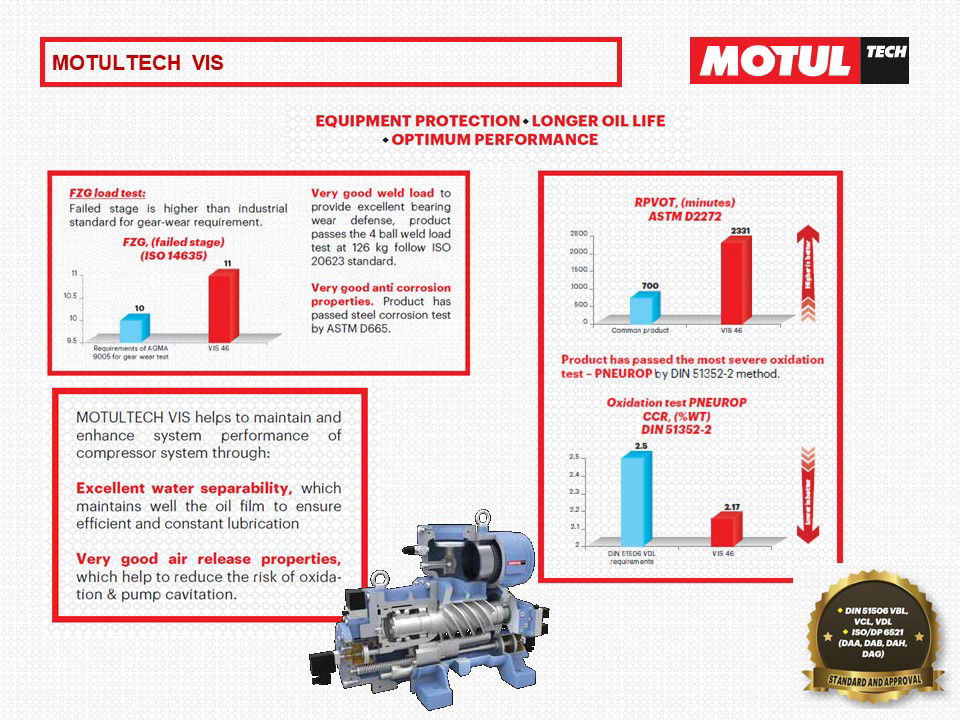 MOTULTECH VIS
MOTUL TECH
EQUIPMENT PROTECTION ◆ LONGER OIL LIFE
◆ OPTIMUM PERFORMANCE
FZG load test:
Failed stage is higher than industrial
standard for gear-wear requirement.
FZG, (failed stage)
(ISO 14635)
11
10.5
10
9.5
10
11
Requirements of AGMA
9005 for gear wear test
VIS 46
Very good weld load to
provide excellent bearing
wear defense, product
passes the 4 ball weld load
test at 126 kg follow ISO
20623 standard.
Very good anti corrosion
properties. Product has
passed steel corrosion test
by ASTM D665.
RPVOT, (minutes)
ASTM D2272
2500
2000
1500
1000
500
0
700
2331
Common product
VIS 46
Higher is better
Product has passed the most severe oxidation
test – PNEUROP by DIN 51352-2 method.
Oxidation test PNEUROP
CCR, (%WT)
DIN 51352-2
2.5
2.4
2.3
2.2
2.1
2
2.5
2.17
DIN 51506 VDL
requirements
VIS 46
Lower is better
MOTULTECH VIS helps to maintain and
enhance system performance of
compressor system through:
Excellent water separability, which
maintains well the oil film to ensure
efficient and constant lubrication
Very good air release properties,
which help to reduce the risk of oxida-
tion & pump cavitation.
◆ DIN 51506 VBL,
VCL, VDL
◆ ISO/DP 6521
(DAA, DAB, DAH,
DAG)
STANDARD AND APPROVAL